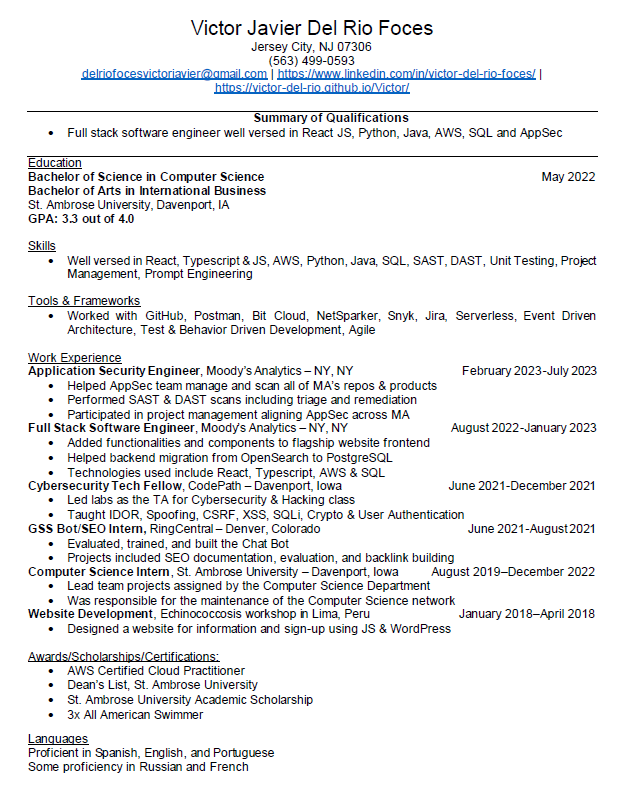 Victor Javier Del Rio Foces
Jersey City, NJ 07306
(563) 499-0593
delriofocesvictorjavier@gmail.com | https://www.linkedin.com/in/victor-del-rio-foces/ |
https://victor-del-rio.github.io/Victor/
Summary of Qualifications
• Full stack software engineer well versed in React JS, Python, Java, AWS, SQL and AppSec
Education
Bachelor of Science in Computer Science May 2022
Bachelor of Arts in International Business
St. Ambrose University, Davenport, IA
GPA: 3.3 out of 4.0
Skills
• Well versed in React, Typescript & JS, AWS, Python, Java, SQL, SAST, DAST, Unit Testing, Project
Management, Prompt Engineering
Tools & Frameworks
• Worked with GitHub, Postman, Bit Cloud, NetSparker, Snyk, Jira, Serverless, Event Driven
Architecture, Test & Behavior Driven Development, Agile
Work Experience
Application Security Engineer, Moody's Analytics – NY, NY February 2023-July 2023
• Helped AppSec team manage and scan all of MA's repos & products
• Performed SAST & DAST scans including triage and remediation
• Participated in project management aligning AppSec across MA
Full Stack Software Engineer, Moody's Analytics – NY, NY August 2022-January 2023
• Added functionalities and components to flagship website frontend
• Helped backend migration from OpenSearch to PostgreSQL
• Technologies used include React, Typescript, AWS & SQL
Cybersecurity Tech Fellow, CodePath – Davenport, Iowa June 2021-December 2021
• Led labs as the TA for Cybersecurity & Hacking class
• Taught IDOR, Spoofing, CSRF, XSS, SQLi, Crypto & User Authentication
GSS Bot/SEO Intern, RingCentral – Denver, Colorado June 2021-August 2021
• Evaluated, trained, and built the Chat Bot
• Projects included SEO documentation, evaluation, and backlink building
Computer Science Intern, St. Ambrose University – Davenport, Iowa August 2019–December 2022
• Lead team projects assigned by the Computer Science Department
• Was responsible for the maintenance of the Computer Science network
Website Development, Echinococcosis workshop in Lima, Peru January 2018–April 2018
• Designed a website for information and sign-up using JS & WordPress
Awards/Scholarships/Certifications:
• AWS Certified Cloud Practitioner
• Dean's List, St. Ambrose University
• St. Ambrose University Academic Scholarship
• 3x All American Swimmer
Languages
Proficient in Spanish, English, and Portuguese
Some proficiency in Russian and French